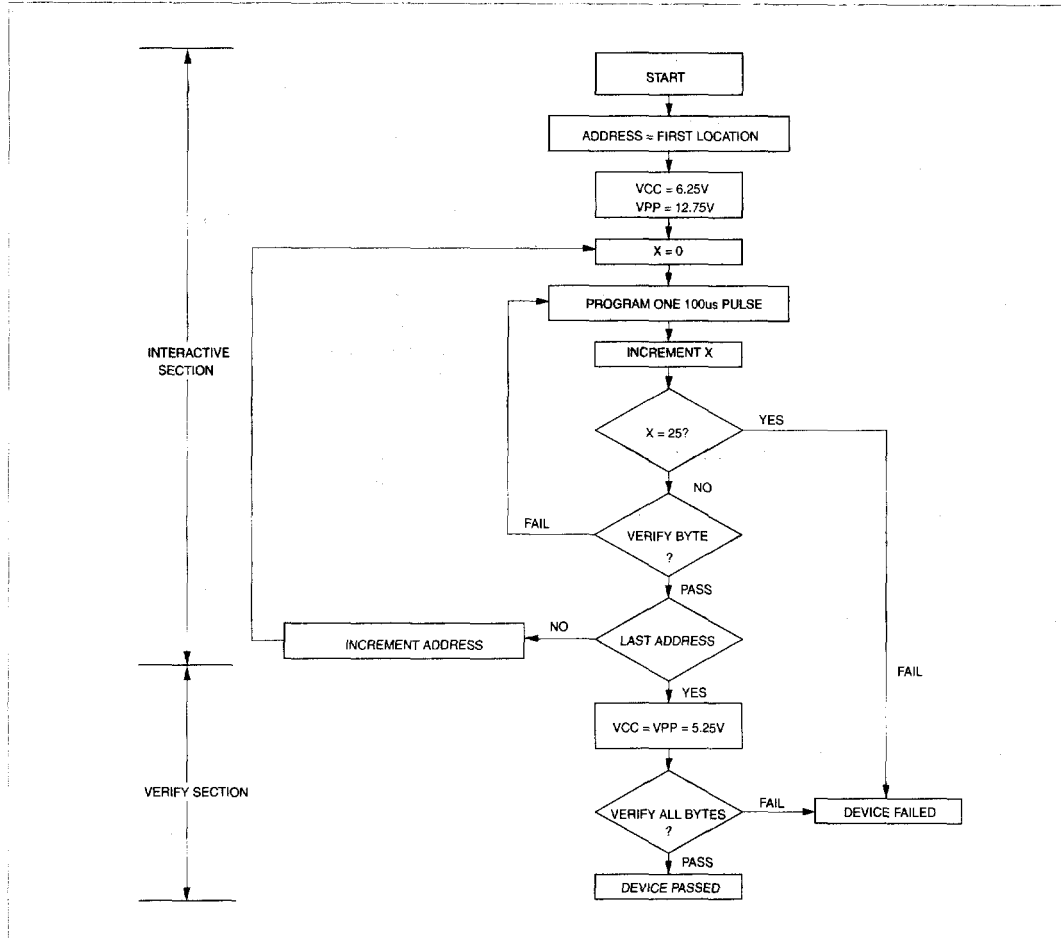 START
ADDRESS = FIRST LOCATION
VCC = 6.25V
VPP = 12.75V
X = 0
PROGRAM ONE 100us PULSE
INTERACTIVE
SECTION
INCREMENT X
X = 25?
YES
NO
FAIL
VERIFY BYTE
?
PASS
NO
LAST ADDRESS
INCREMENT ADDRESS
FAIL
YES
VCC = VPP = 5.25V
VERIFY SECTION
VERIFY ALL BYTES
?
FAIL
DEVICE FAILED
PASS
DEVICE PASSED